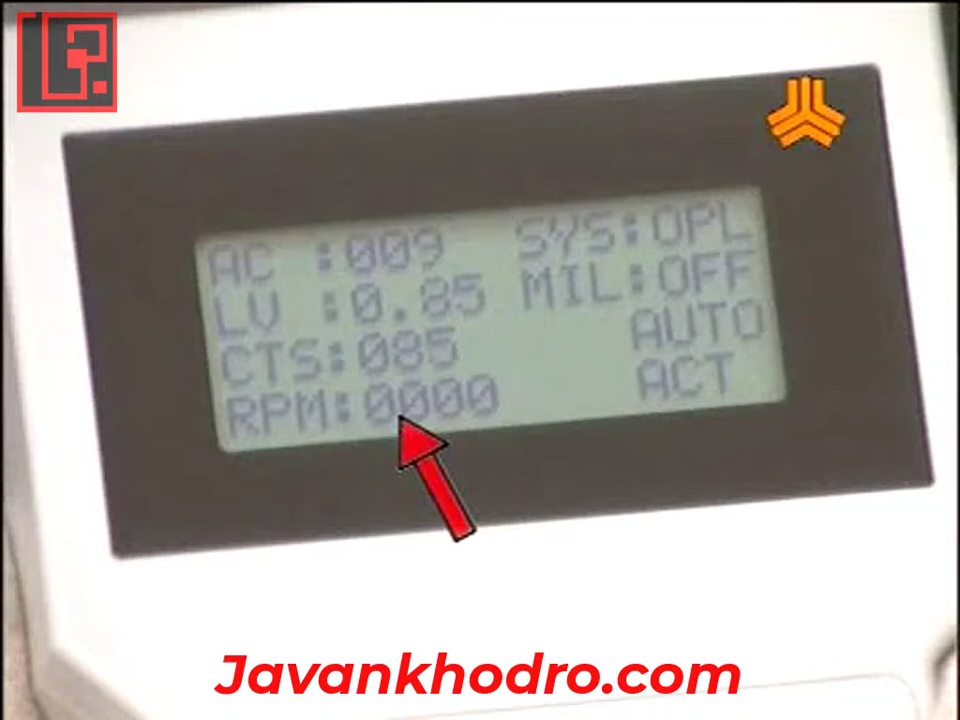 AC :009 SYS:OPL
LV :0.85 MIL:OFF
CTS:085 AUTO
RPM:0000 ACT
Javankhodro.com